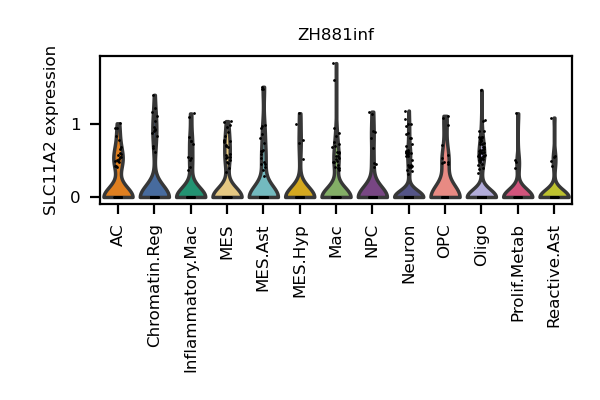 ZH881inf
SLC11A2 expression
1
0
AC
Chromatin.Reg
Inflammatory.Mac
MES
MES.Ast
MES.Hyp
Mac
NPC
Neuron
OPC
Oligo
Prolif.Metab
Reactive.Ast